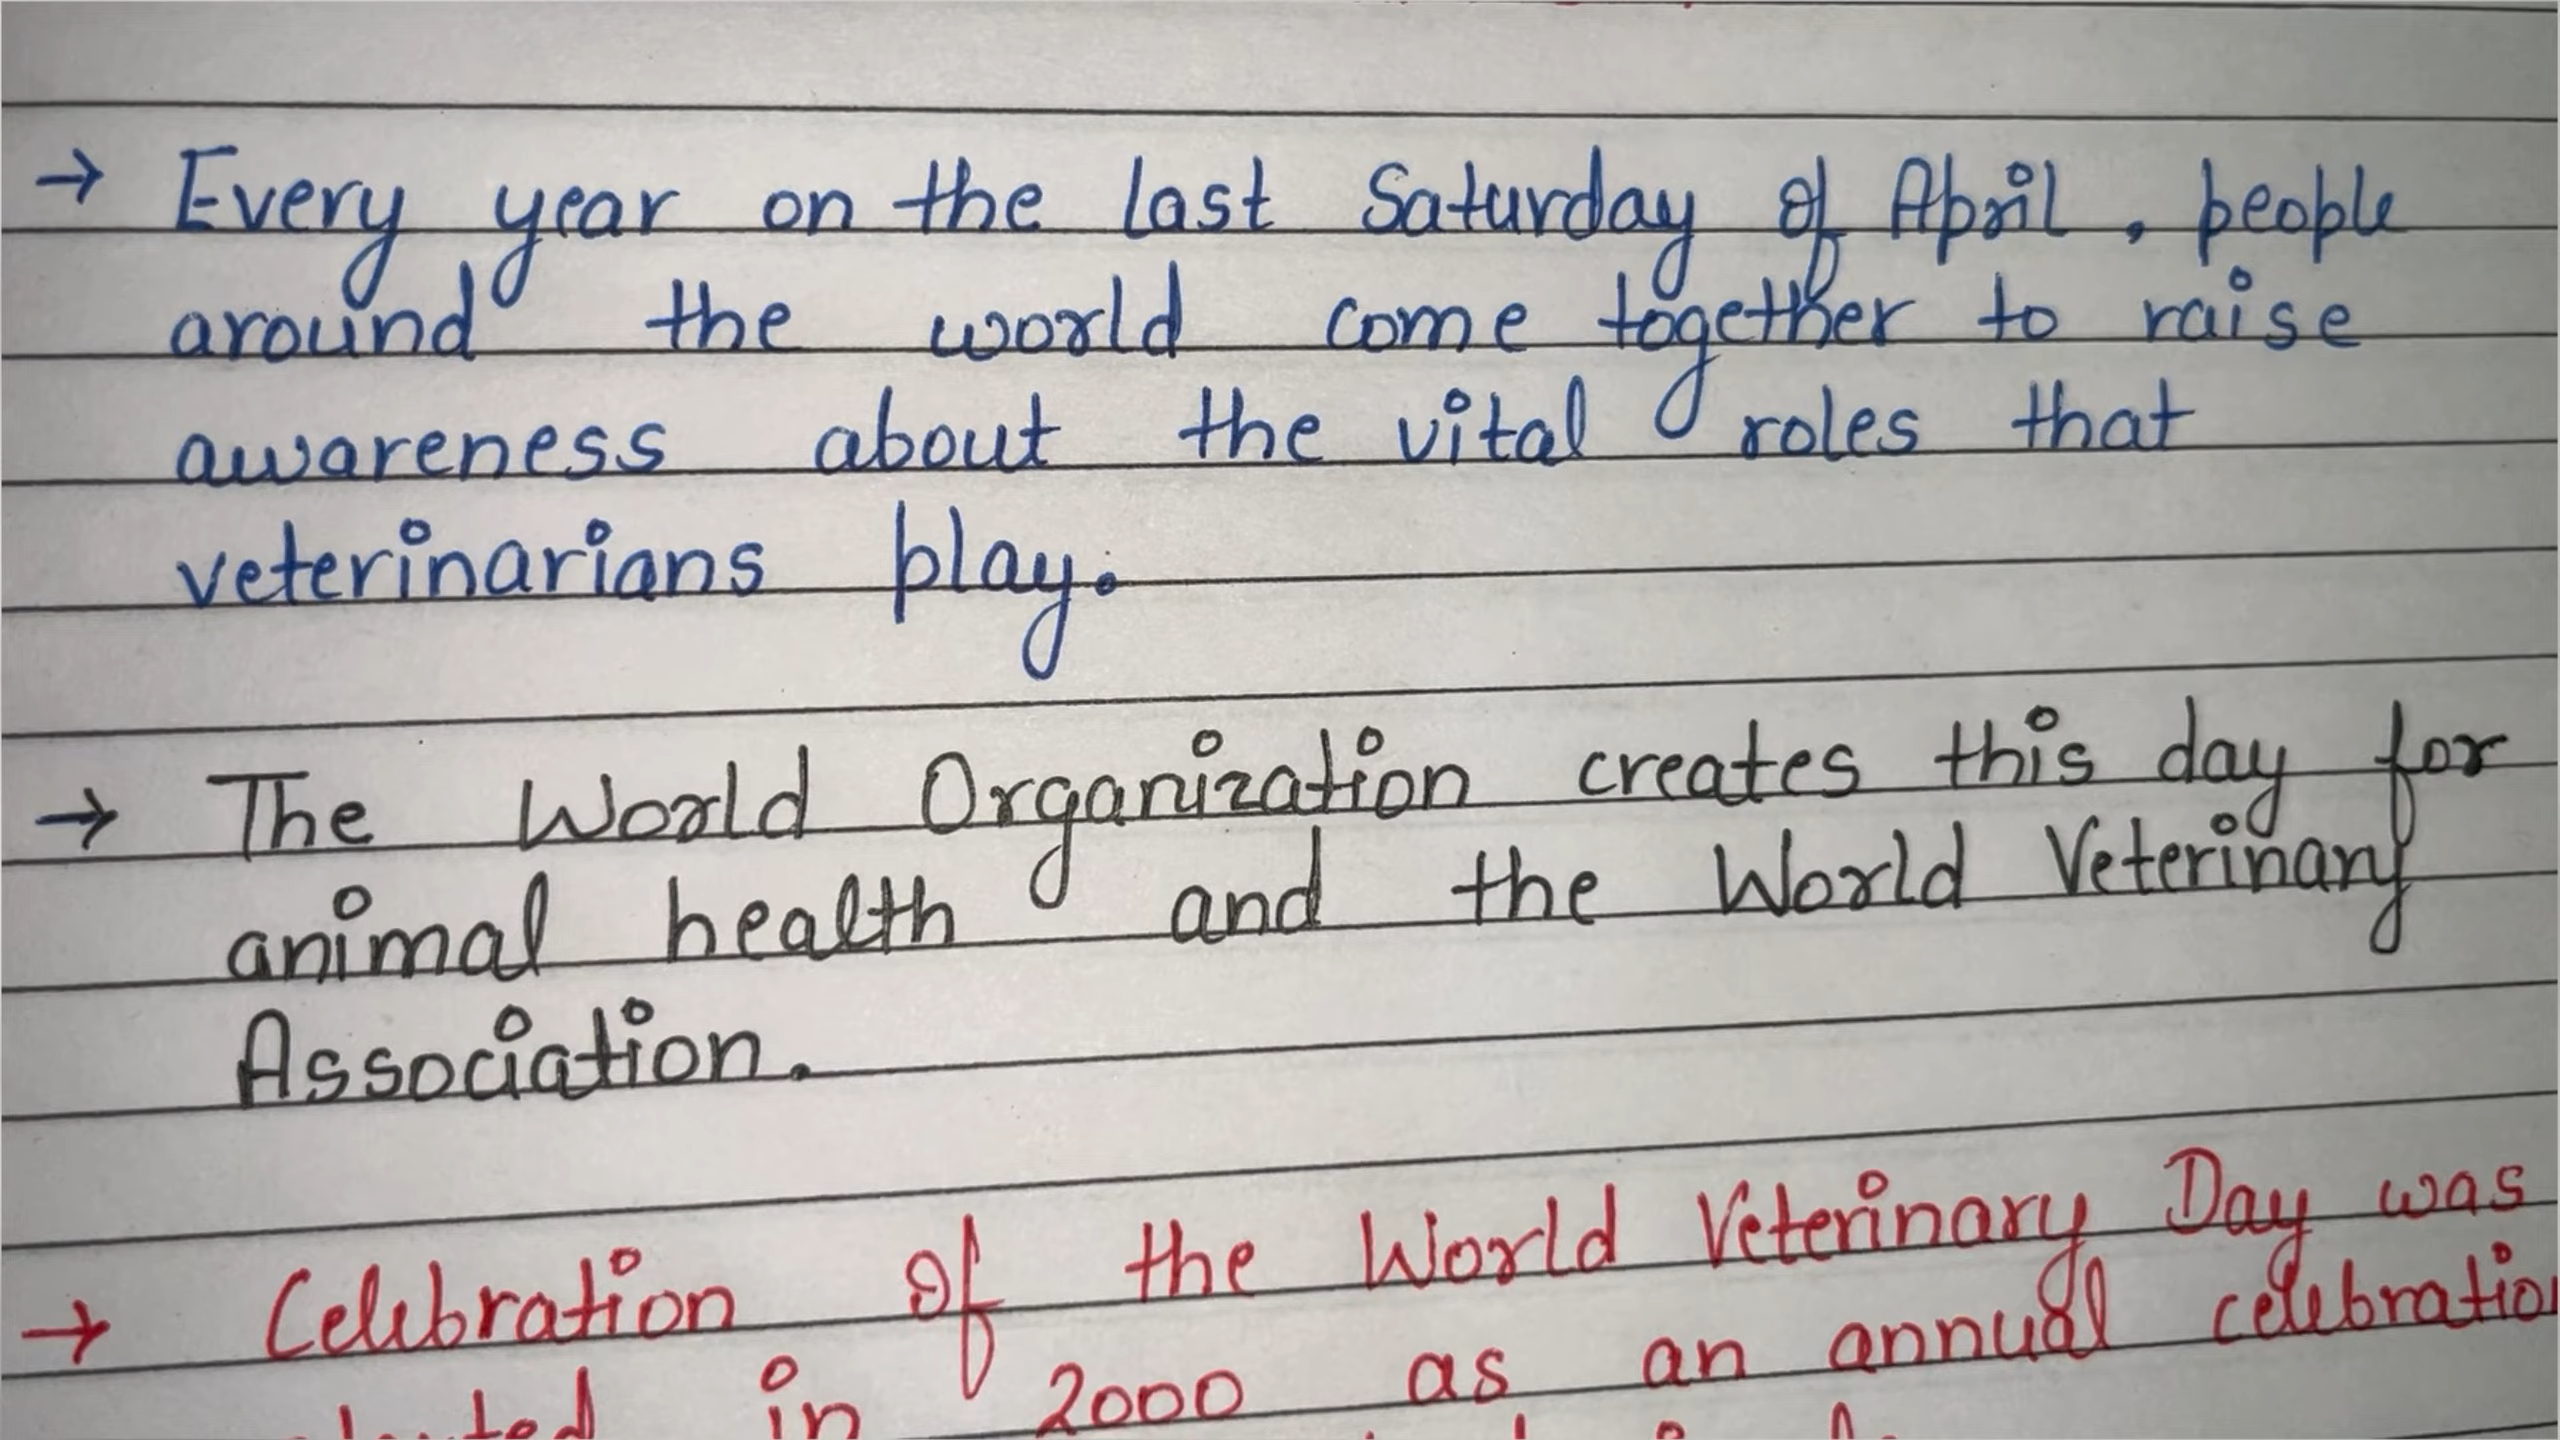 → Every year on the last Saturday of April, people
around the world come together to raise
awareness about the vital roles that
veterinarians play.
→ The World Organization creates this day for
animal health and the World Veterinary
Association.
→ Celebration of the World Veterinary Day was
in 2000 as an annual celebration